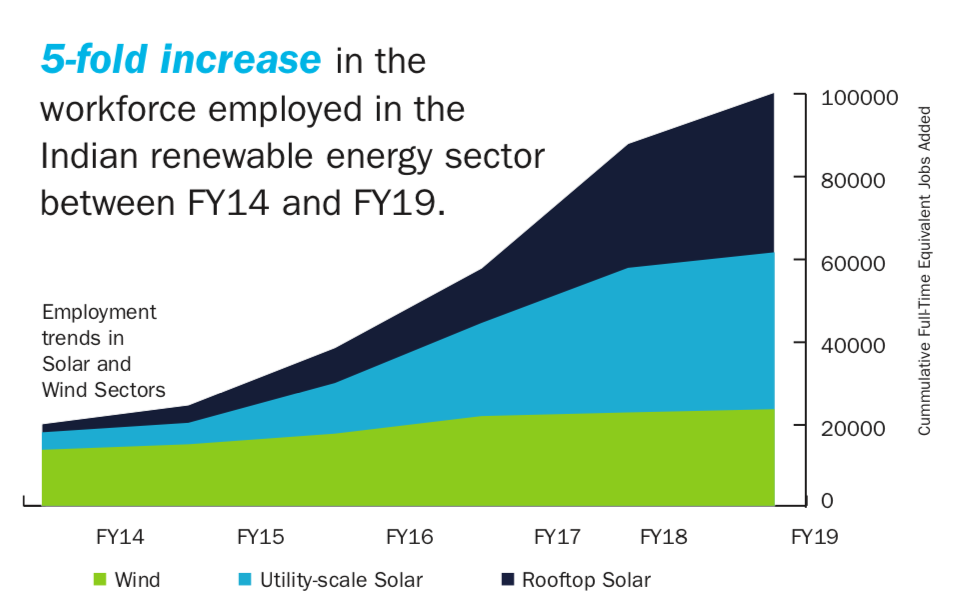 5-fold increase in the
workforce employed in the
Indian renewable energy sector
between FY14 and FY19.
Employment
trends in
Solar and
Wind Sectors
100000
80000
60000
40000
20000
0
Cummulative Full-Time Equivalent Jobs Added
FY14 FY15 FY16 FY17 FY18 FY19
Wind Utility-scale Solar Rooftop Solar